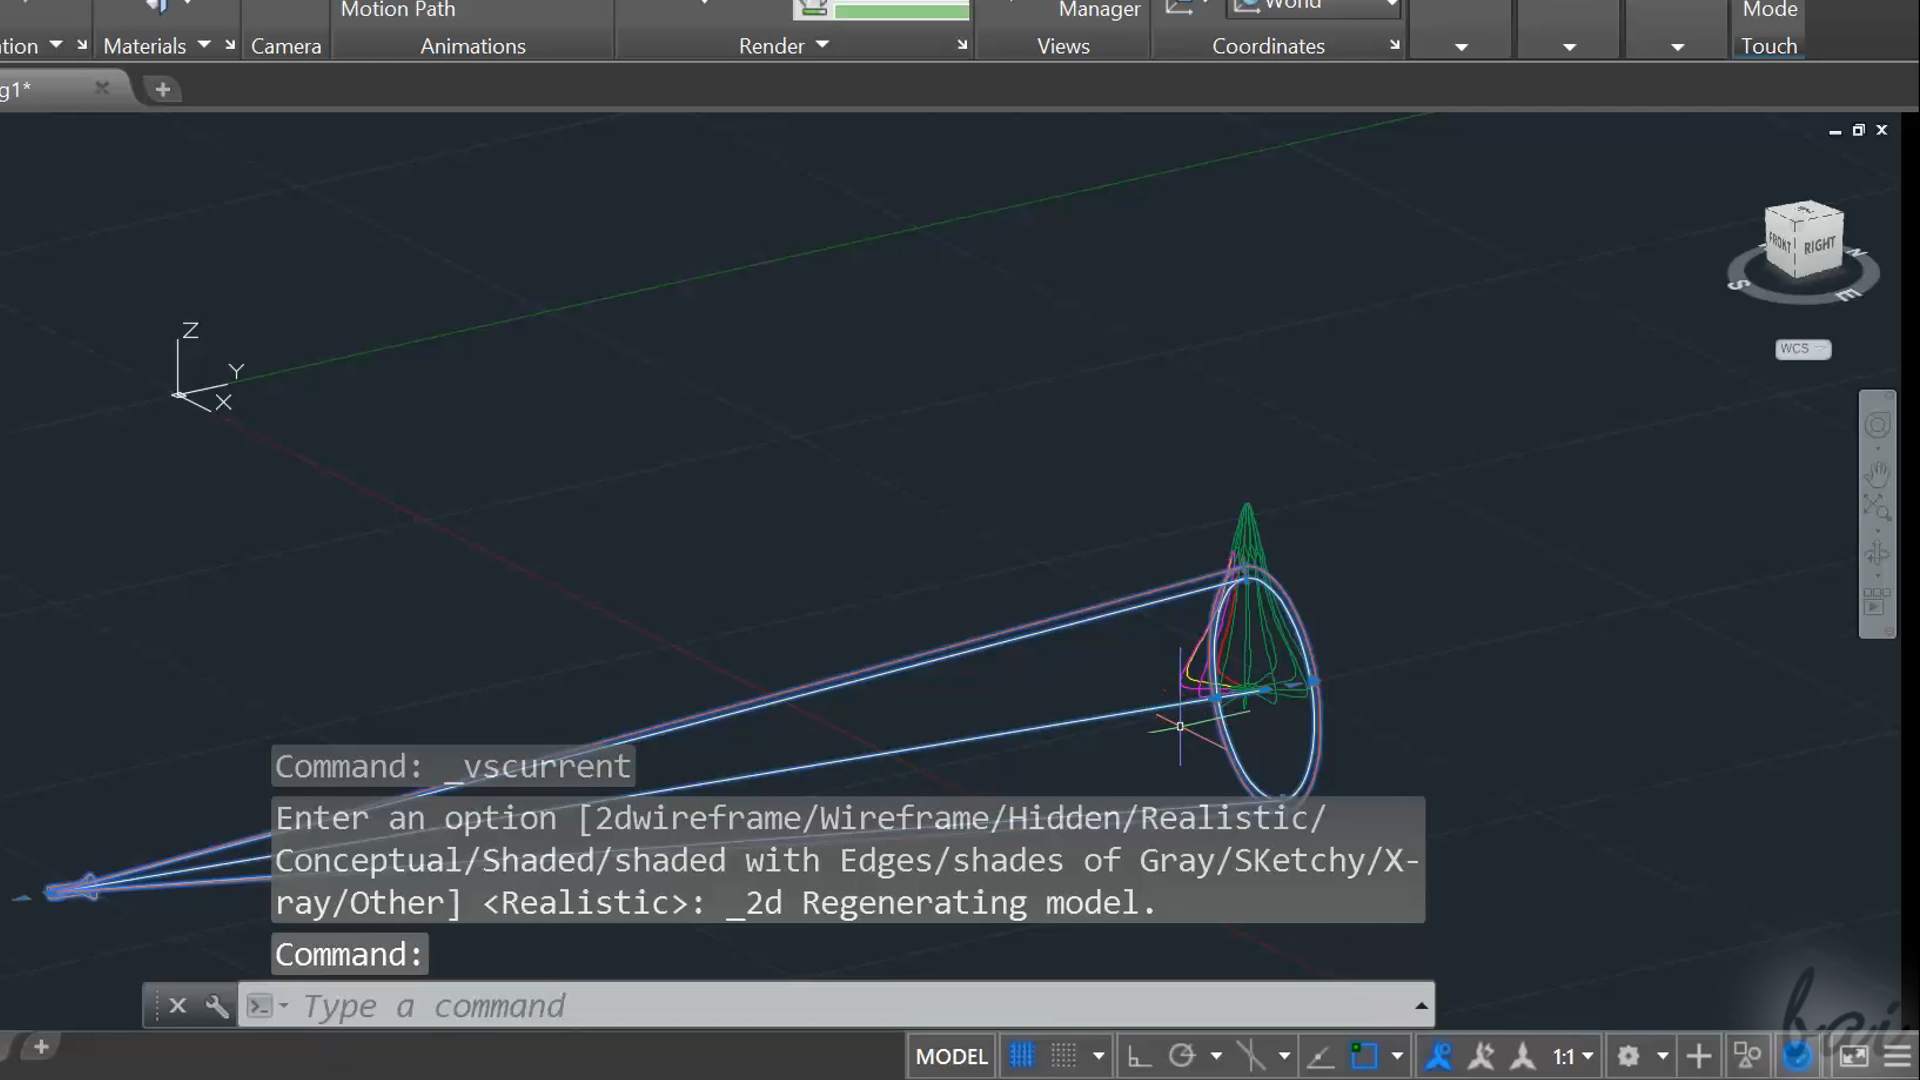 Motion Path
Manager
World
Mode
tion
Materials
Camera
Animations
Render
Views
Coordinates
Touch
g1*
FRONT
RIGHT
S
E
N
WCS
Z
Y
X
Command: _vscurrent
Enter an option [2dwireframe/Wireframe/Hidden/Realistic/
Conceptual/Shaded/shaded with Edges/shades of Gray/SKetchy/X-
ray/Other] <Realistic>: _2d Regenerating model.
Command:
Type a command
MODEL
1:1